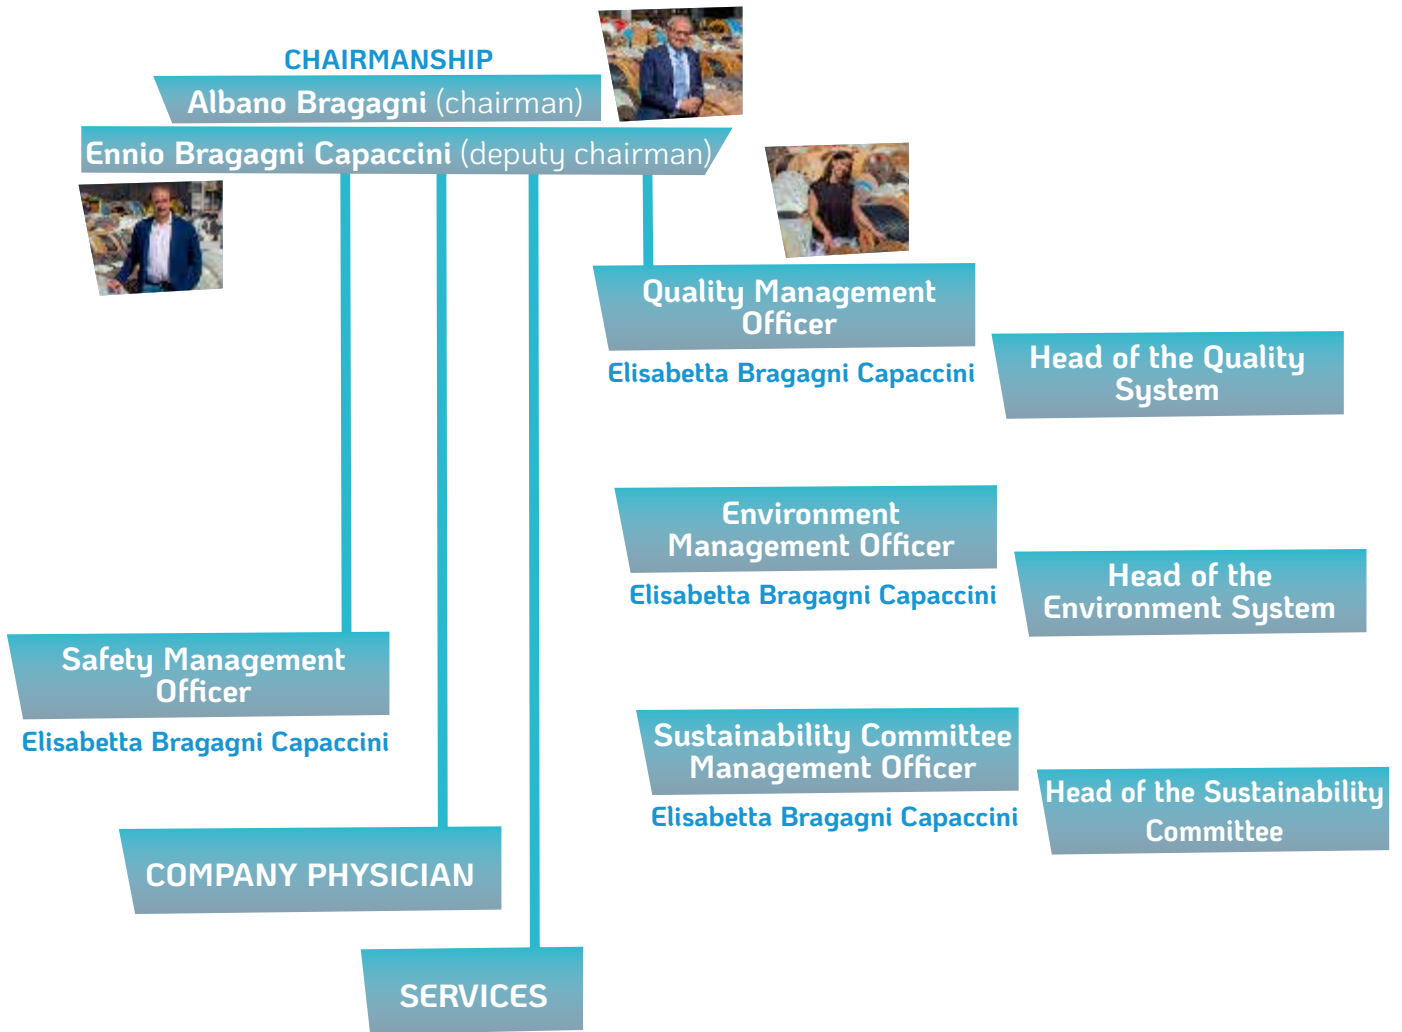 CHAIRMANSHIP
Albano Bragagni (chairman)
Ennio Bragagni Capaccini (deputy chairman)
Quality Management
Officer
Elisabetta Bragagni Capaccini
Head of the Quality
System
Environment
Management Officer
Elisabetta Bragagni Capaccini
Head of the
Environment System
Safety Management
Officer
Elisabetta Bragagni Capaccini
Sustainability Committee
Management Officer
Elisabetta Bragagni Capaccini
Head of the Sustainability
Committee
COMPANY PHYSICIAN
SERVICES